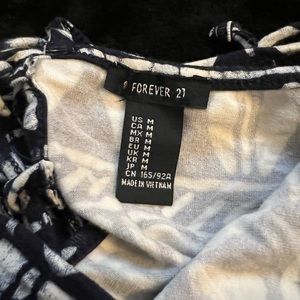 FOREVER 21
US M
CA M
MX M
BR M
EU M
UK M
KR M
JP M
CN 165/92A
MADE IN VIETNAM